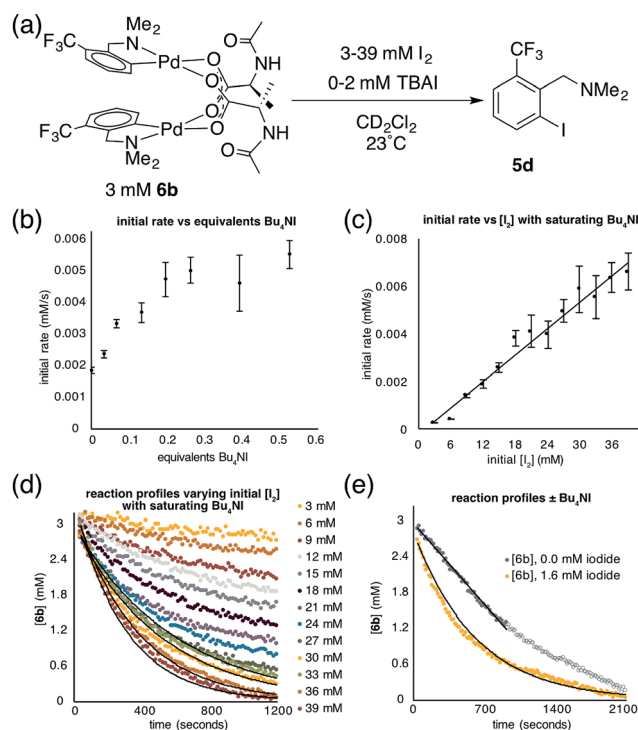 (a)
Me₂
F₃C
N
Pd
O
O
O
O
O
NH
F₃C
Pd
O
O
O
O
NH
N
Me₂
O
3 mM 6b
3-39 mM I₂
0-2 mM TBAI
CD₂Cl₂
23˚C
CF₃
NMe₂
I
5d
(b)
initial rate vs equivalents Bu₄NI
initial rate (mM/s)
0.006
0.005
0.004
0.003
0.002
0.001
0
0
0.1
0.2
0.3
0.4
0.5
0.6
equivalents Bu₄NI
(c)
initial rate vs [I₂] with saturating Bu₄NI
initial rate (mM/s)
0.008
0.006
0.004
0.002
0
0 6 12 18 24 30 36
initial [I₂] (mM)
(d)
reaction profiles varying initial [I₂]
with saturating Bu₄NI
[6b] (mM)
3
2.4
1.8
1.2
0.6
0
0 400 800 1200
time (seconds)
3 mM
6 mM
9 mM
12 mM
15 mM
18 mM
21 mM
24 mM
27 mM
30 mM
33 mM
36 mM
39 mM
(e)
reaction profiles ± Bu₄NI
[6b], 0.0 mM iodide
[6b], 1.6 mM iodide
[6b] (mM)
3
2.4
1.8
1.2
0.6
0
0 700 1400 2100
time (seconds)